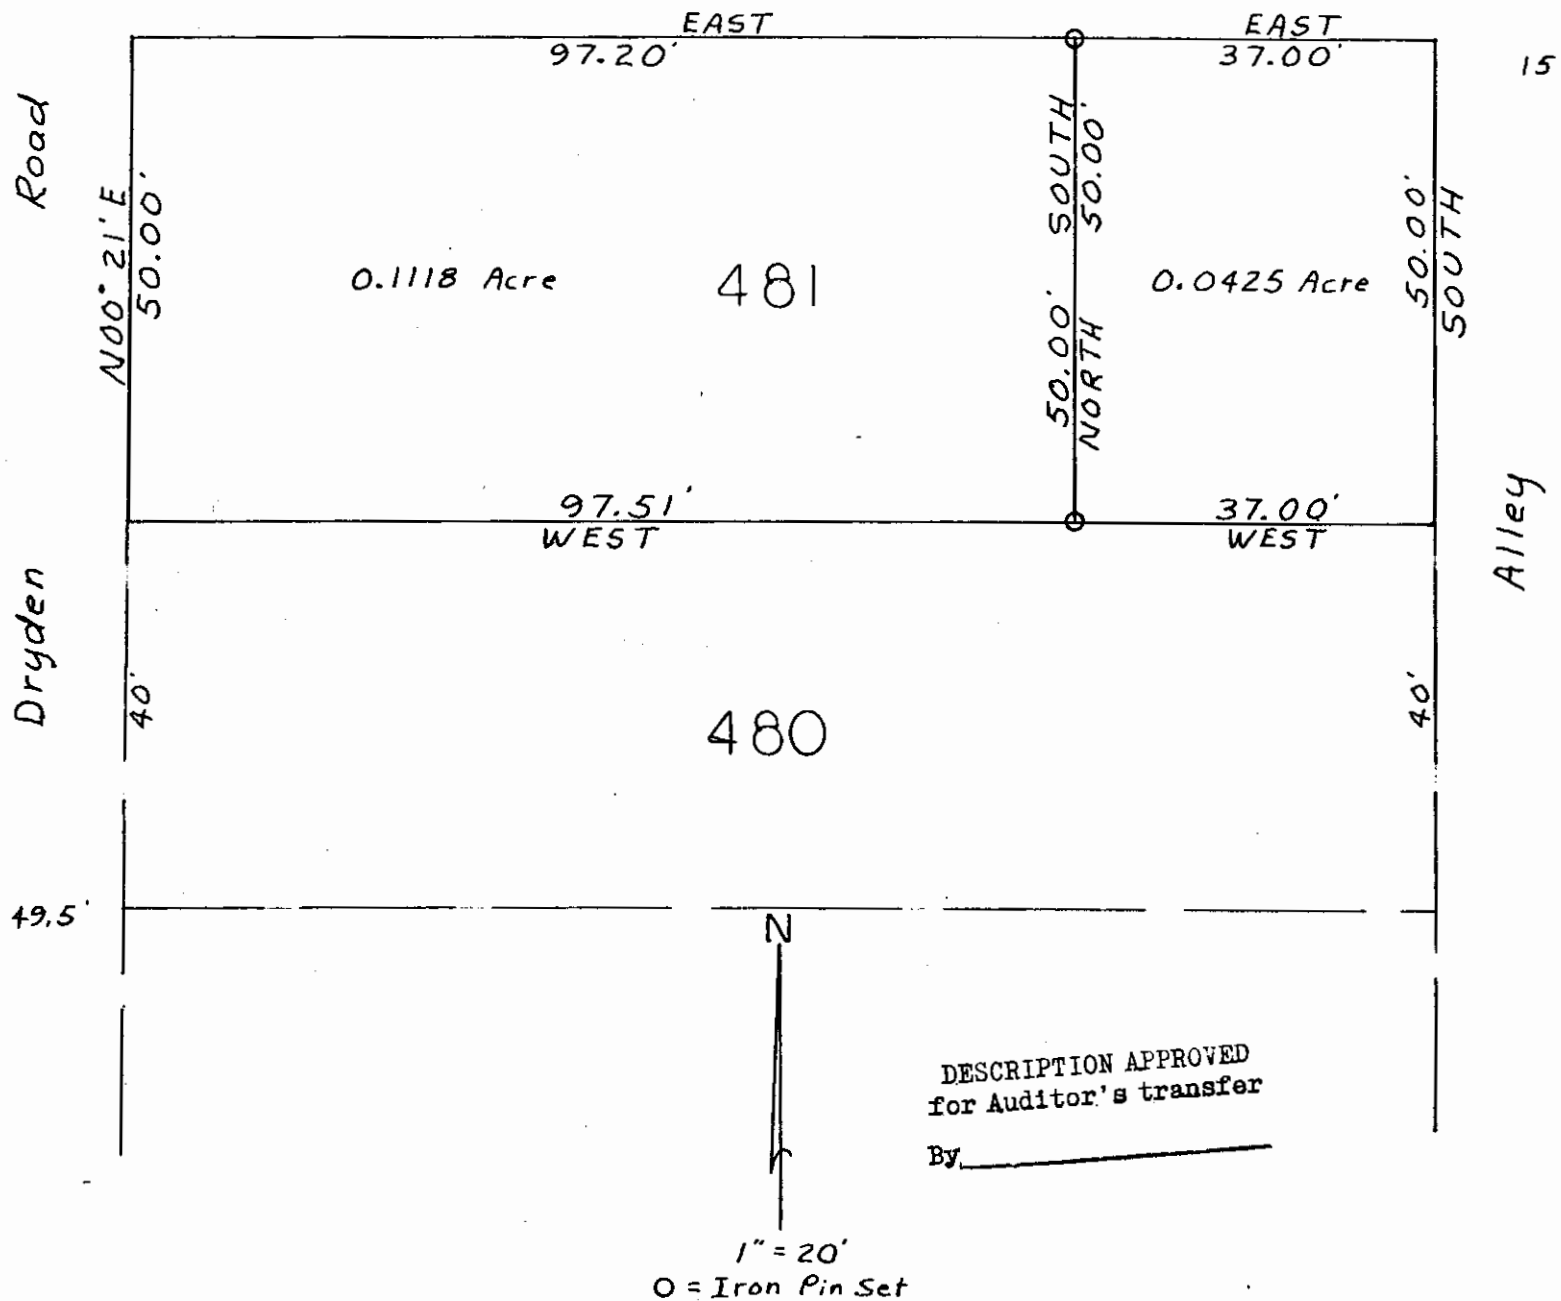 EAST
97.20'
EAST
37.00'
15
Road
N00° 21' E
50.00'
SOUTH
50.00'
50.00'
NORTH
50.00'
SOUTH
0.1118 Acre
481
0.0425 Acre
97.51'
WEST
37.00'
WEST
Alley
Dryden
40'
480
40'
49.5'
N
DESCRIPTION APPROVED
for Auditor's transfer
By
1" = 20'
O = Iron Pin Set